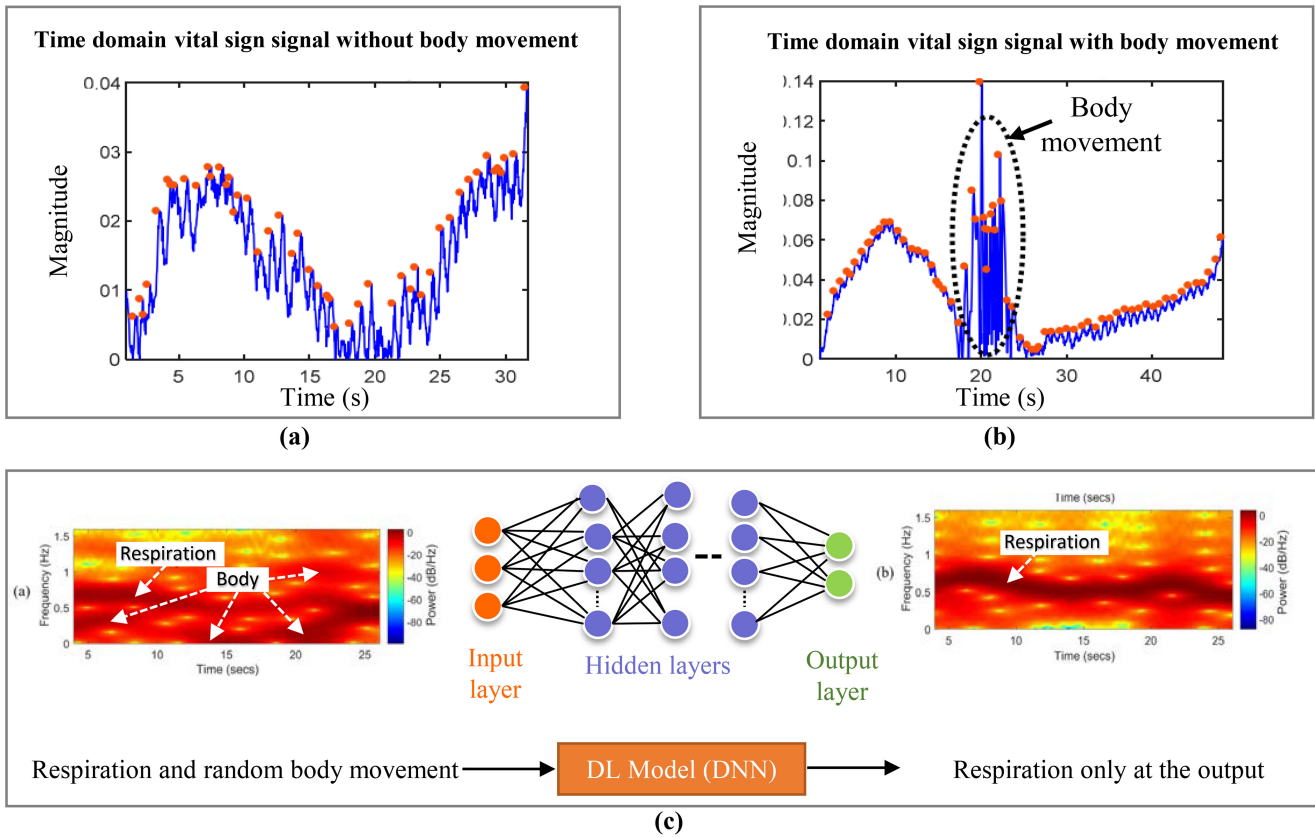 Time domain vital sign signal without body movement
0.04
03
02
01
0
Magnitude
5 10 15 20 25 30
Time (s)
(a)
Time domain vital sign signal with body movement
0.14
0.12
0.1
0.08
0.06
0.04
0.02
0
Magnitude
Body
movement
10 20 30 40
Time (s)
(b)
(a)
Frequency (Hz)
1.5
1
0.5
0
Respiration
Body
5 10 15 20 25
Time (secs)
0
-20
-40
-60
-80
Power (dB/Hz)
Input
layer
Hidden layers
Output
layer
Time (secs)
(b)
Frequency (Hz)
1.5
1
0.5
0
Respiration
5 10 15 20 25
Time (secs)
0
-20
-40
-60
-80
Power (dB/Hz)
Respiration and random body movement
DL Model (DNN)
Respiration only at the output
(c)